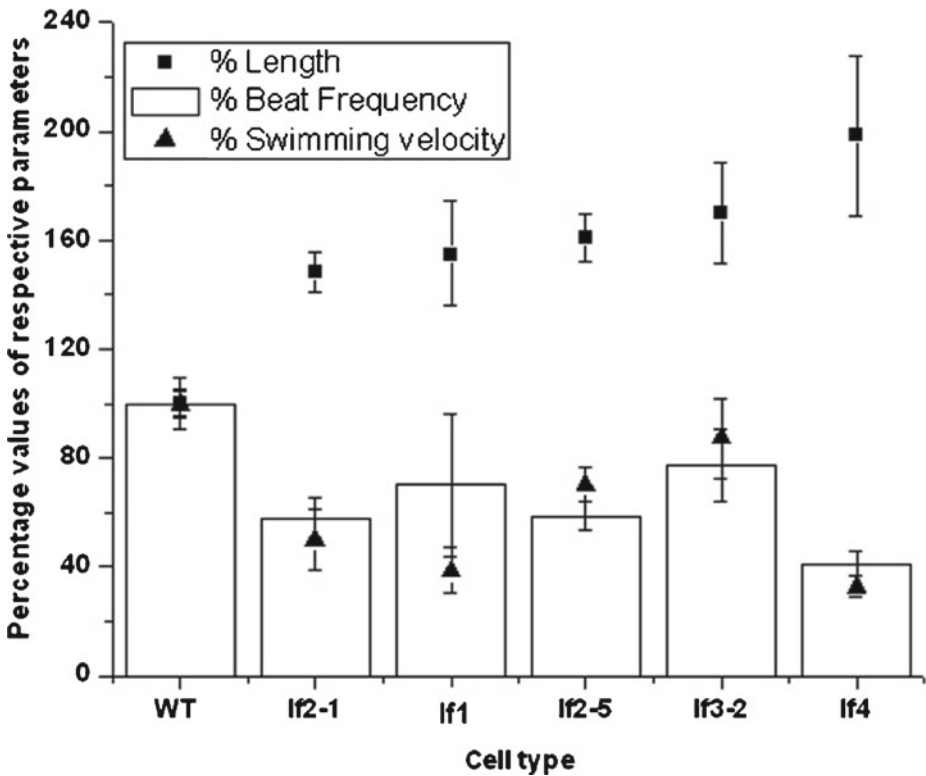 Percentage values of respective parameters
240
200
160
120
80
40
0
% Length
% Beat Frequency
% Swimming velocity
WT
lf2-1
lf1
lf2-5
lf3-2
lf4
Cell type